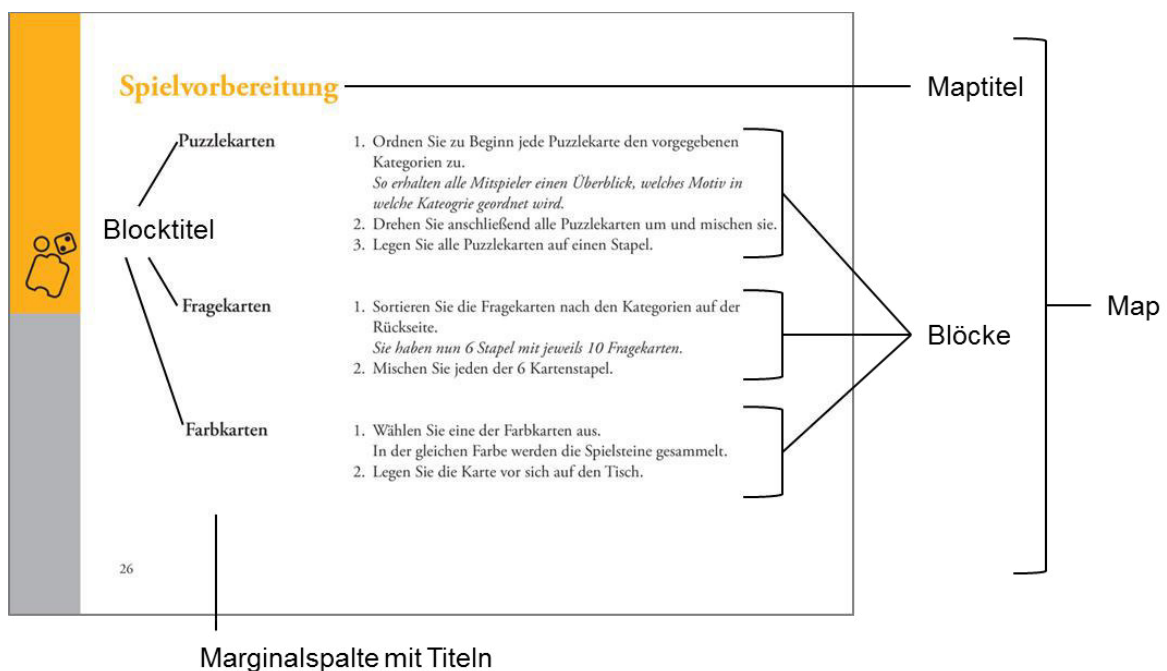 Spielvorbereitung
Maptitel
Puzzlekarten
1. Ordnen Sie zu Beginn jede Puzzlekarte den vorgegebenen
Kategorien zu.
So erhalten alle Mitspieler einen Überblick, welches Motiv in
welche Kateogrie geordnet wird.
2. Drehen Sie anschließend alle Puzzlekarten um und mischen sie.
3. Legen Sie alle Puzzlekarten auf einen Stapel.
Blocktitel
Fragekarten
1. Sortieren Sie die Fragekarten nach den Kategorien auf der
Rückseite.
Sie haben nun 6 Stapel mit jeweils 10 Fragekarten.
2. Mischen Sie jeden der 6 Kartenstapel.
Blöcke
Map
Farbkarten
1. Wählen Sie eine der Farbkarten aus.
In der gleichen Farbe werden die Spielsteine gesammelt.
2. Legen Sie die Karte vor sich auf den Tisch.
26
Marginalspalte mit Titeln